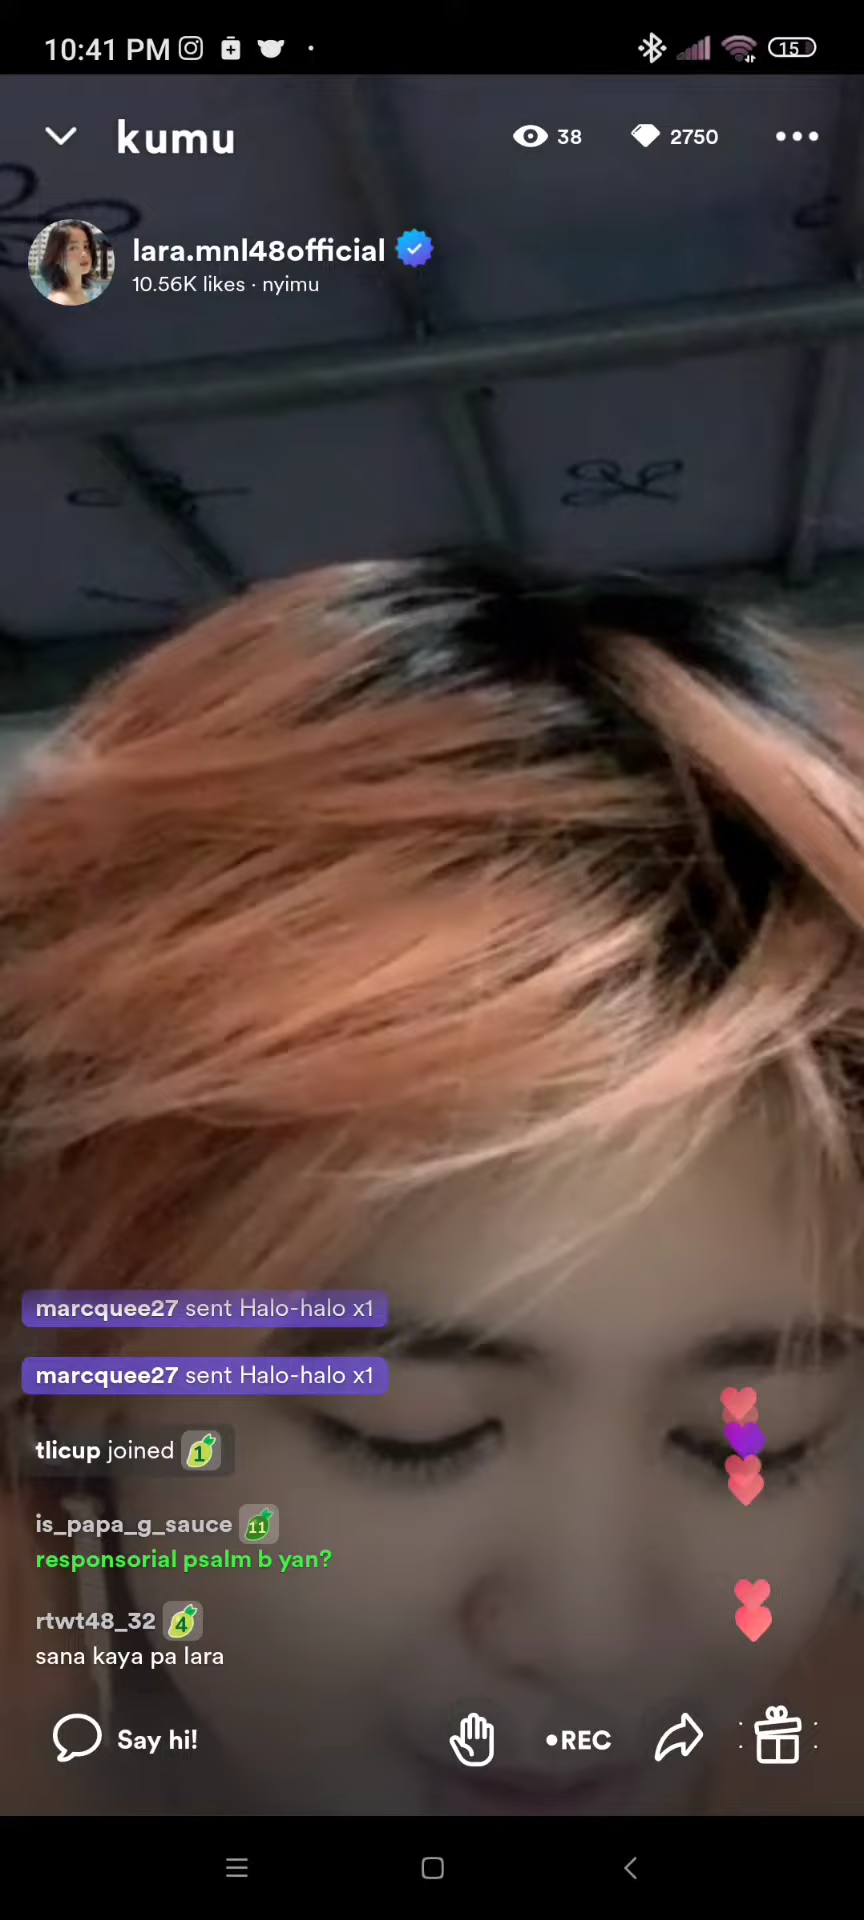 10:41 PM
15
kumu
38
2750
lara.mnl48official
10.56K likes · nyimu
marcquee27 sent Halo-halo x1
marcquee27 sent Halo-halo x1
tlicup joined 1
is_papa_g_sauce 11
responsorial psalm b yan?
rtwt48_32 4
sana kaya pa lara
Say hi!
•REC